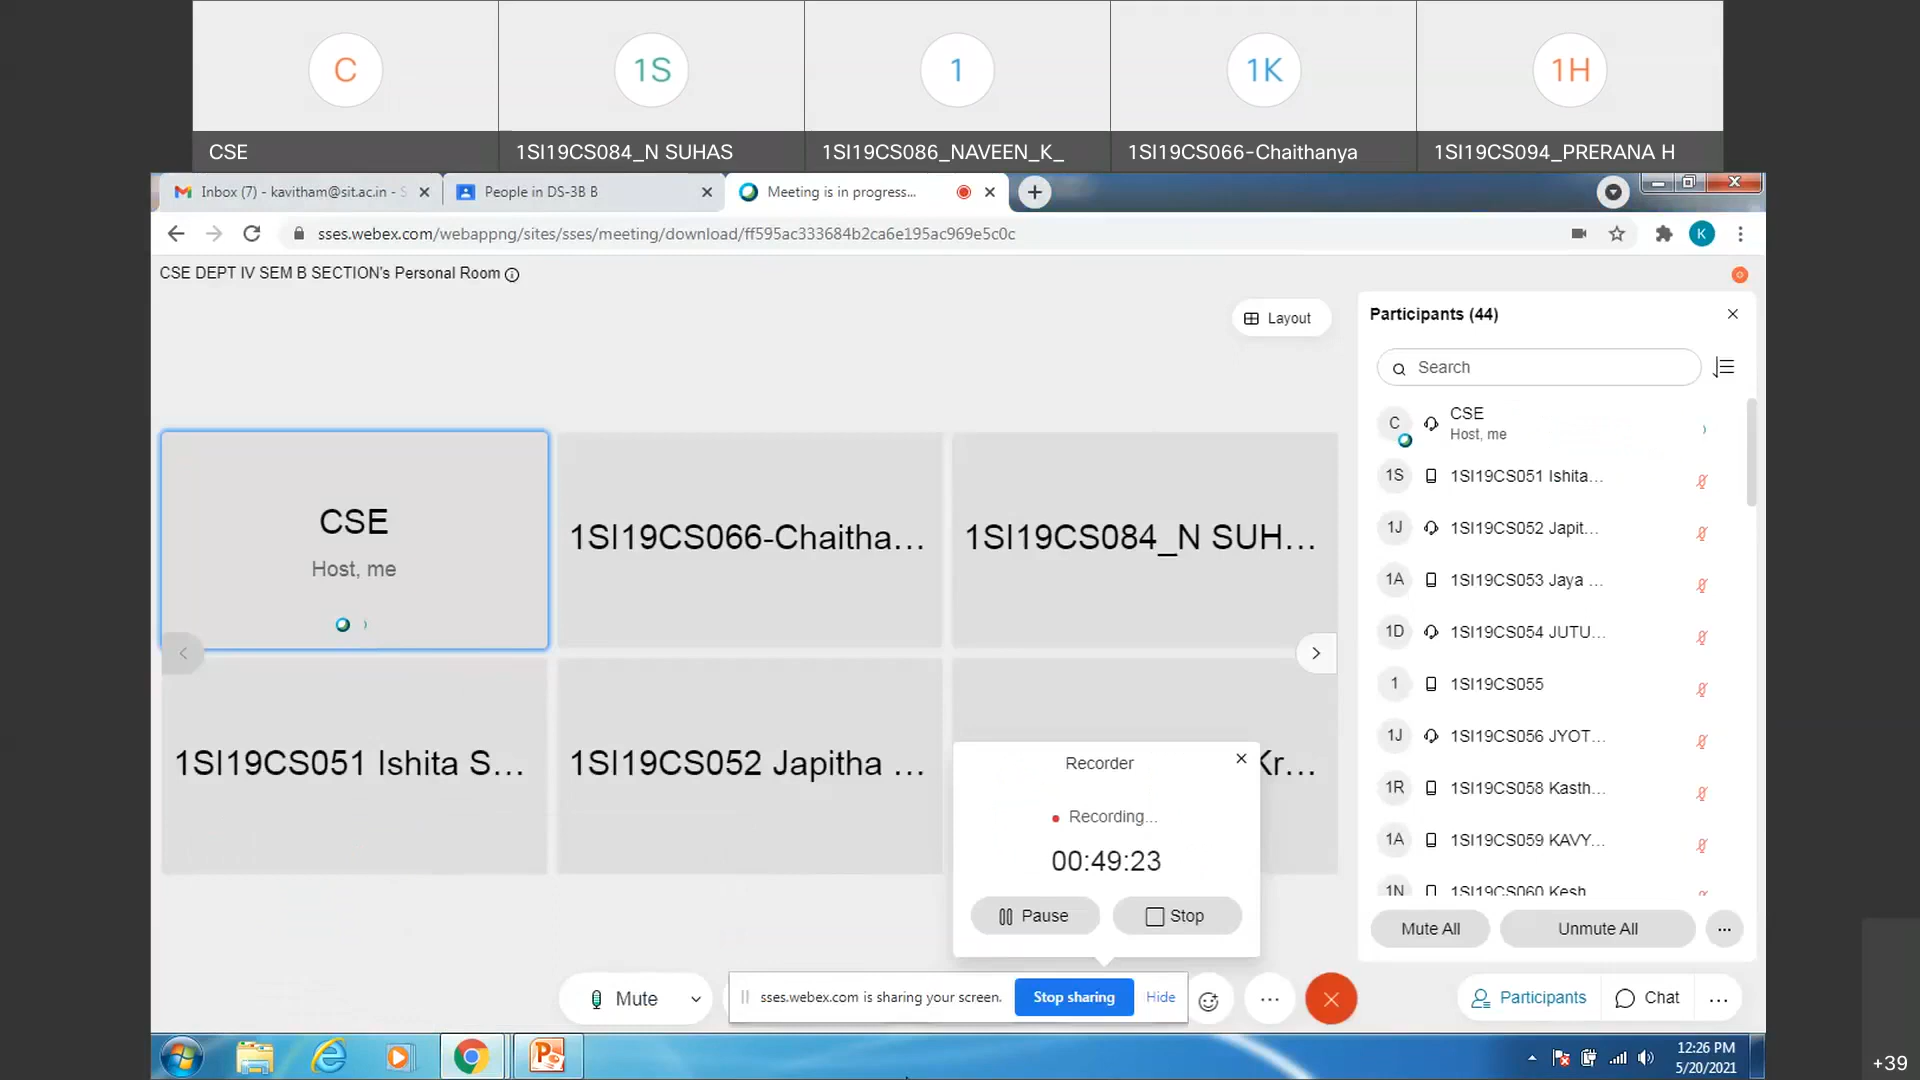 C
1S
1
1K
1H
CSE
1SI19CS084_N SUHAS
1SI19CS086_NAVEEN_K_
1SI19CS066-Chaithanya
1SI19CS094_PRERANA H
Inbox (7) - kavitham@sit.ac.in - S
People in DS-3B B
Meeting is in progress...
sses.webex.com/webappng/sites/sses/meeting/download/ff595ac333684b2ca6e195ac969e5c0c
K
CSE DEPT IV SEM B SECTION's Personal Room
Layout
Participants (44)
Search
C
CSE
Host, me
1S
1SI19CS051 Ishita...
1J
1SI19CS052 Japit...
1A
1SI19CS053 Jaya ...
1D
1SI19CS054 JUTU...
1
1SI19CS055
1J
1SI19CS056 JYOT...
1R
1SI19CS058 Kasth...
1A
1SI19CS059 KAVY...
1N
1SI19CS060 Kesh
Mute All
Unmute All
CSE
Host, me
1SI19CS066-Chaitha...
1SI19CS084_N SUH...
1SI19CS051 Ishita S...
1SI19CS052 Japitha ...
Kr...
Recorder
Recording...
00:49:23
Pause
Stop
Mute
sses.webex.com is sharing your screen.
Stop sharing
Hide
Participants
Chat
12:26 PM
5/20/2021
+39